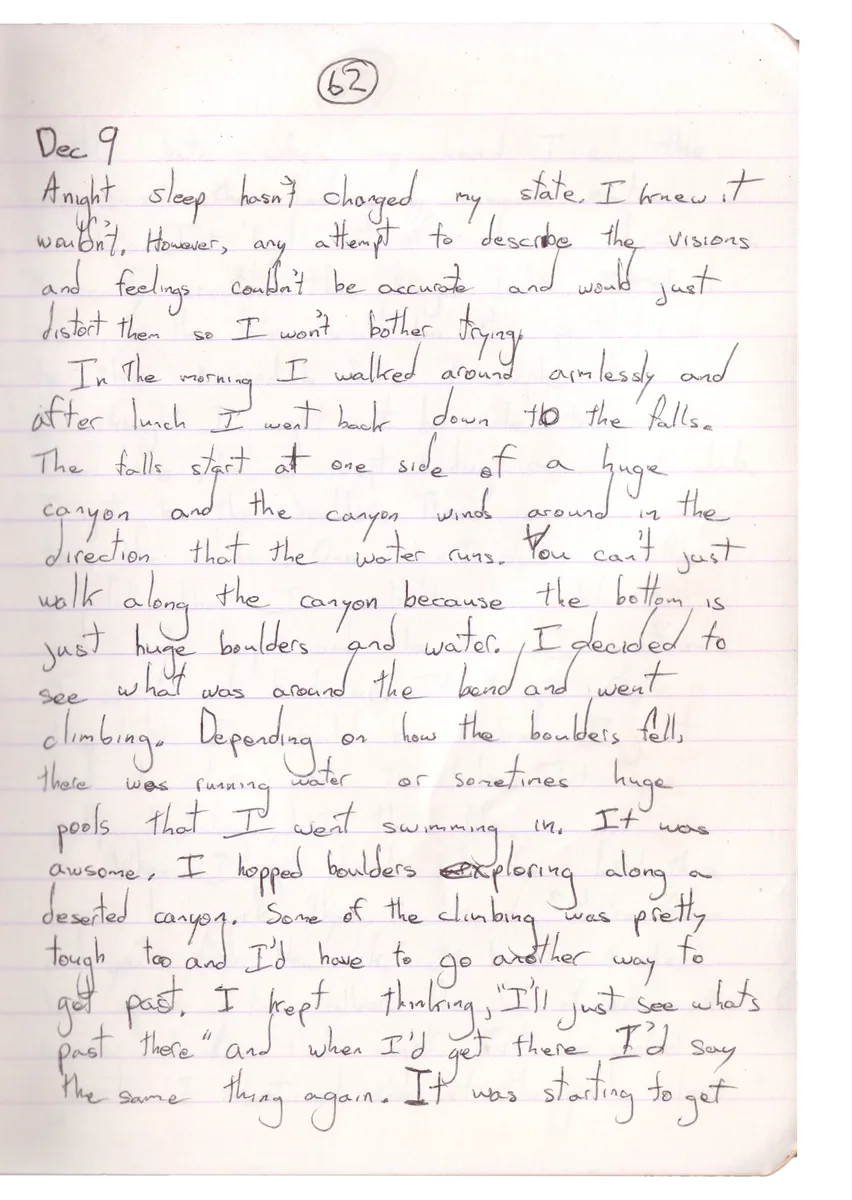 62
Dec 9
A night sleep hasn't changed my state. I knew it
wouldn't. However, any attempt to describe the visions
and feelings couldn't be accurate and would just
distort them so I won't bother trying.
In the morning I walked around aimlessly and
after lunch I went back down to the falls.
The falls start at one side of a huge
canyon and the canyon winds around in the
direction that the water runs. You can't just
walk along the canyon because the bottom is
just huge boulders and water. I decided to
see what was around the bend and went
climbing. Depending on how the boulders fell,
there was running water or sometimes huge
pools that I went swimming in. It was
awsome. I hopped boulders exploring along a
deserted canyon. Some of the climbing was pretty
tough too and I'd have to go another way to
get past. I kept thinking, "I'll just see whats
past there" and when I'd get there I'd say
the same thing again. It was starting to get